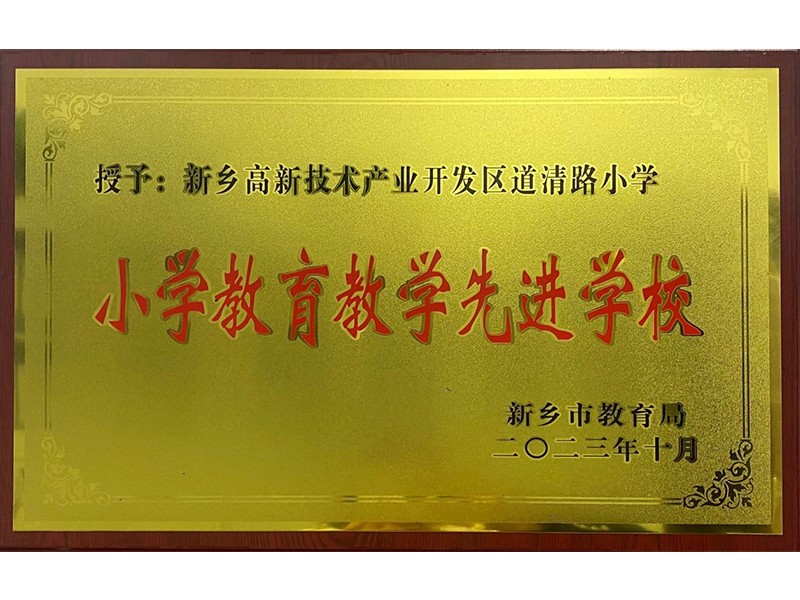 授予：新乡高新技术产业开发区道清路小学
小学教育教学先进学校
新乡市教育局
二〇二三年十月